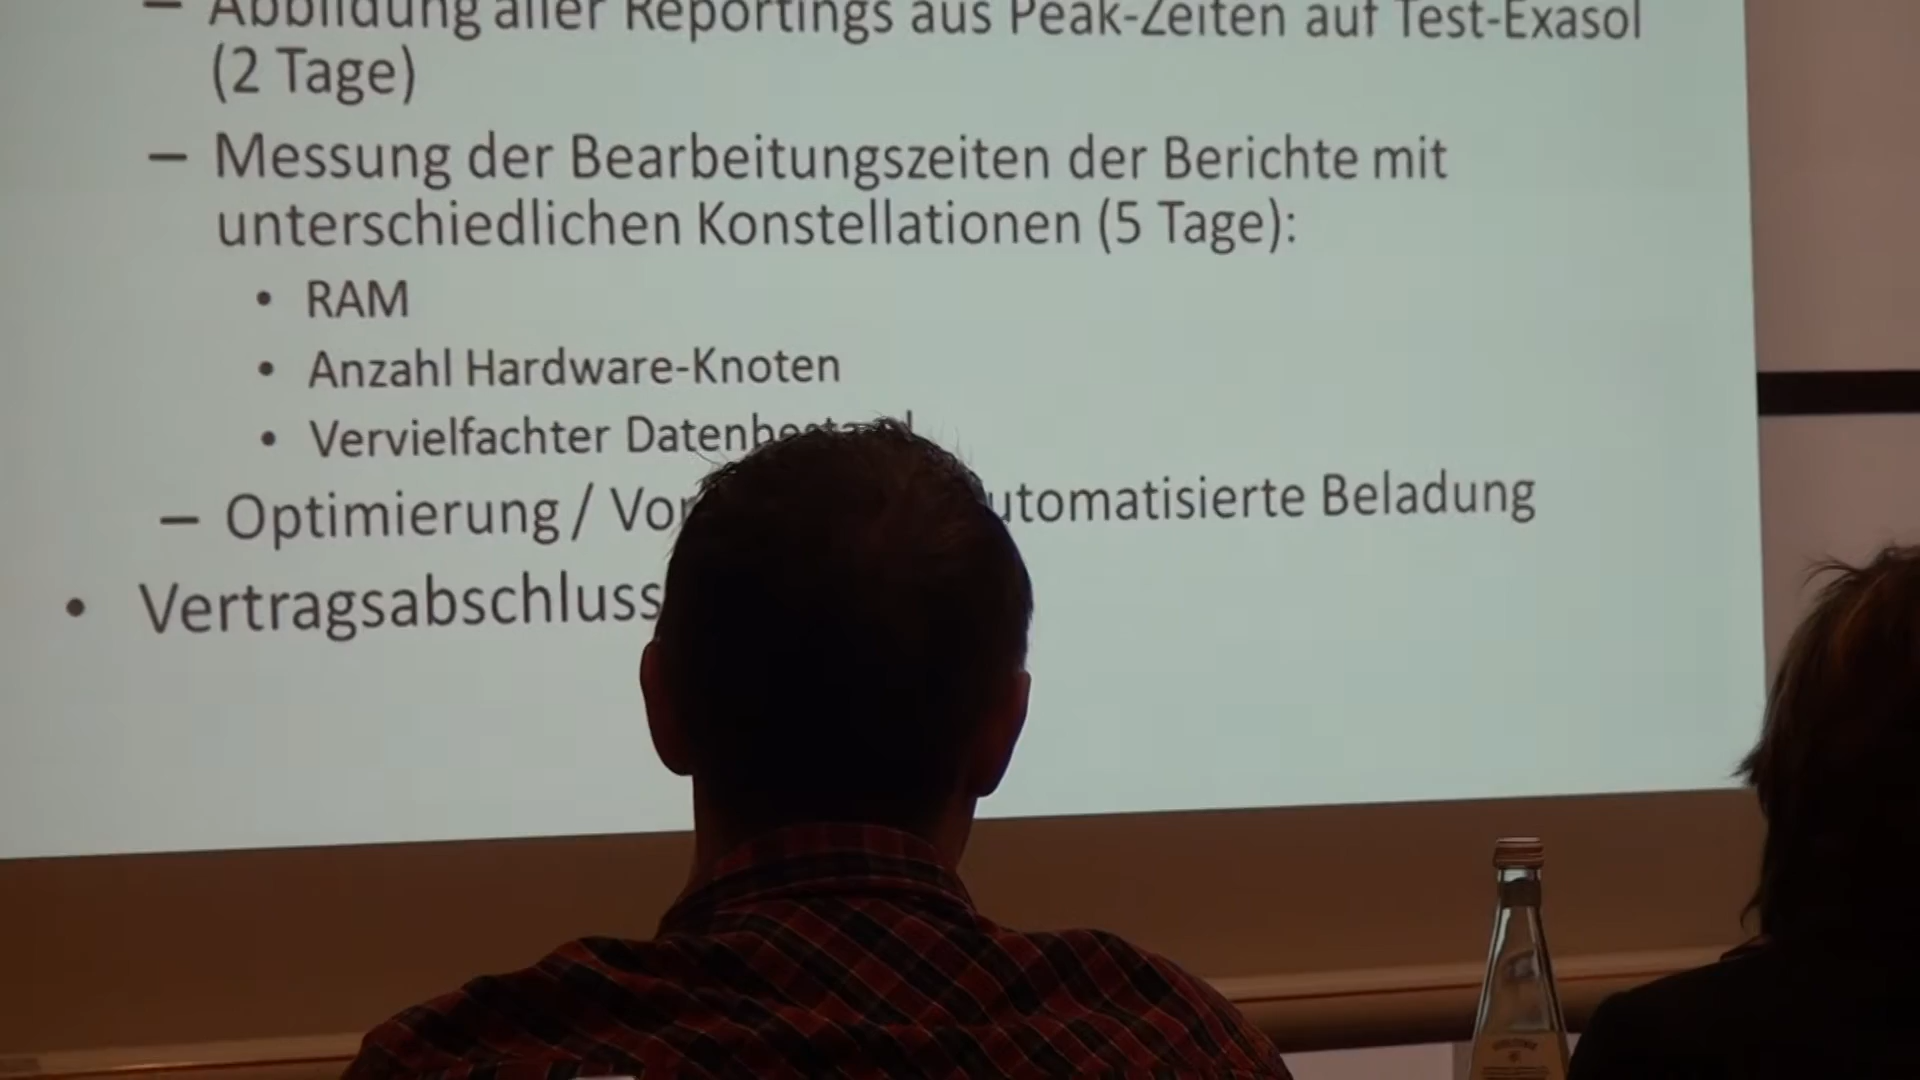 – Abbildung aller Reportings aus Peak-Zeiten auf Test-Exasol
(2 Tage)
– Messung der Bearbeitungszeiten der Berichte mit
unterschiedlichen Konstellationen (5 Tage):
• RAM
• Anzahl Hardware-Knoten
• Vervielfachter Datenbestand
– Optimierung / Beladung
• Vertragsabschluss